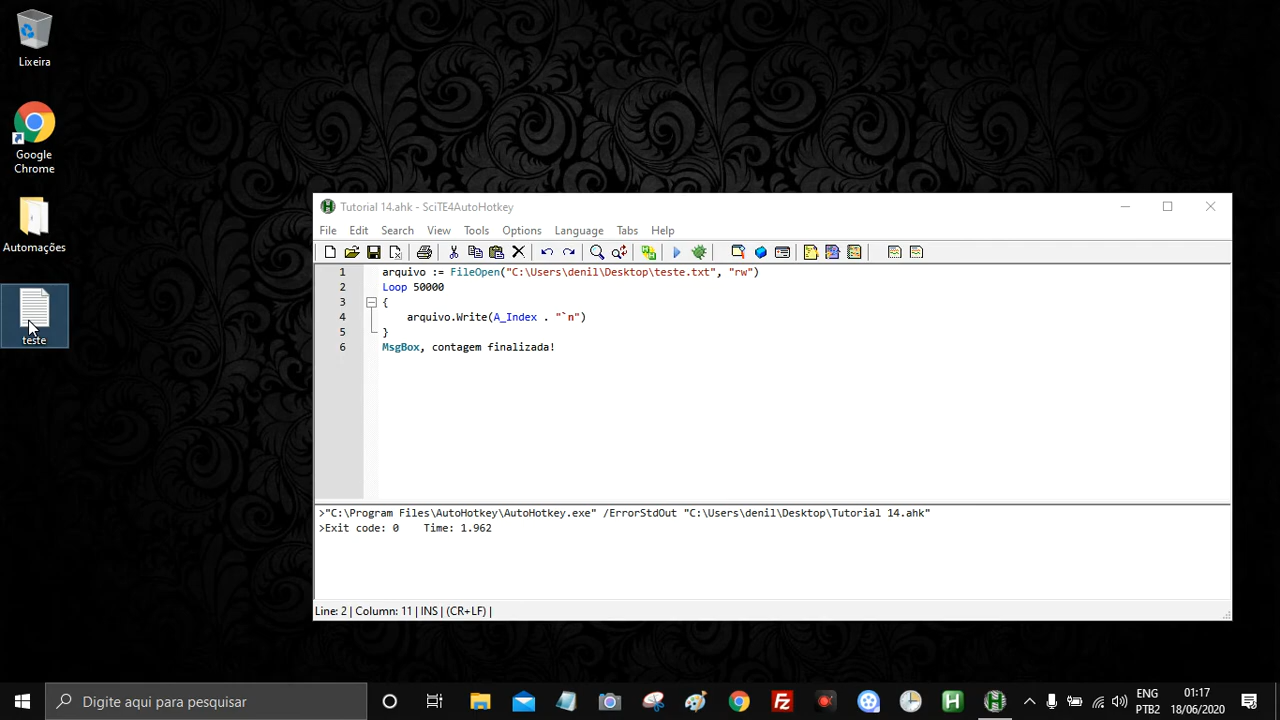 Lixeira
Google
Chrome
Automações
teste
Tutorial 14.ahk - SciTE4AutoHotkey
File Edit Search View Tools Options Language Tabs Help
1 arquivo := FileOpen("C:\Users\denil\Desktop\teste.txt", "rw")
2 Loop 50000
3 {
4 arquivo.Write(A_Index . "`n")
5 }
6 MsgBox, contagem finalizada!
>"C:\Program Files\AutoHotkey\AutoHotkey.exe" /ErrorStdOut "C:\Users\denil\Desktop\Tutorial 14.ahk"
>Exit code: 0 Time: 1.962
Line: 2 | Column: 11 | INS | (CR+LF) |
Digite aqui para pesquisar
ENG
PTB2
01:17
18/06/2020